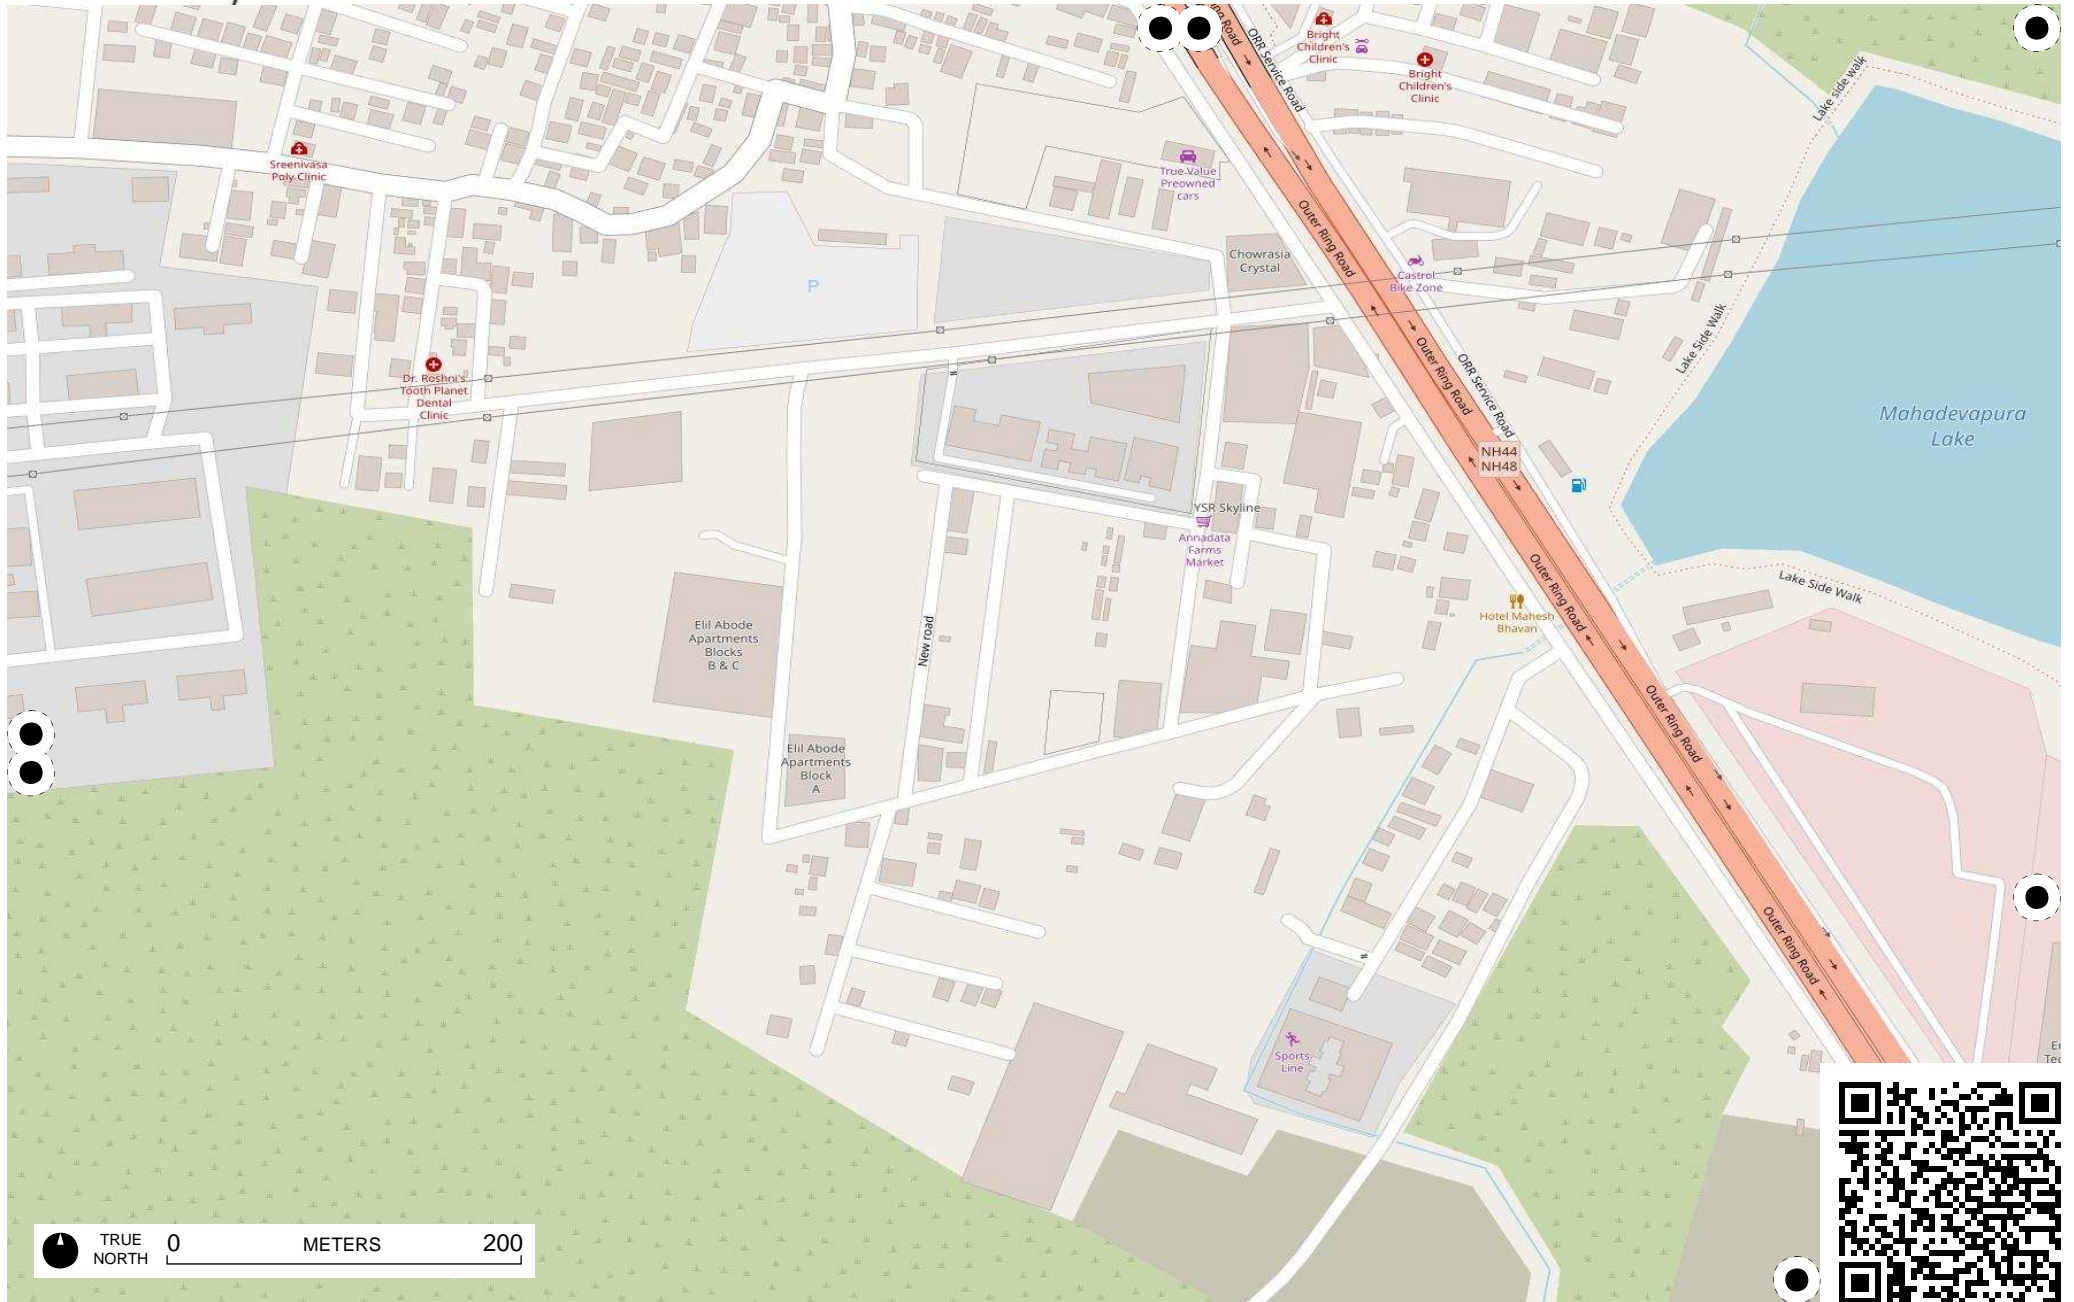 Ring Road
ORR Service Road
Bright
Children's
Clinic
Bright
Children's
Clinic
Lake side walk
Sreenivasa
Poly Clinic
True Value
Preowned
cars
Outer Ring Road
Chowrasia
Crystal
Castrol
Bike Zone
P
Lake Side Walk
Outer Ring Road
ORR Service Road
Dr. Roshni's
Tooth Planet
Dental
Clinic
Mahadevapura
Lake
NH44
NH48
YSR Skyline
Annadata
Farms
Market
Outer Ring Road
Lake Side Walk
Hotel Mahesh
Bhavan
Elil Abode
Apartments
Blocks
B & C
New road
Outer Ring Road
Elil Abode
Apartments
Block
A
Outer Ring Road
Sports
Line
TRUE
NORTH
0 METERS 200